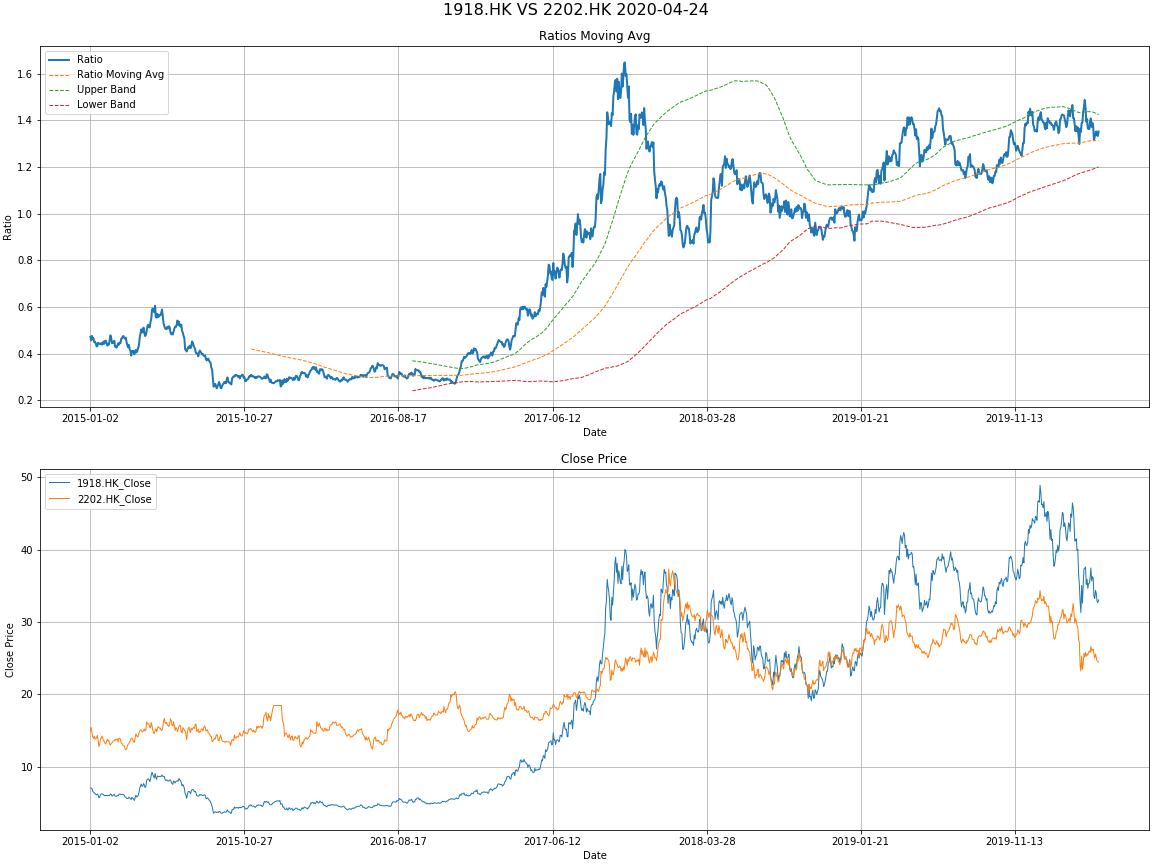 1918.HK VS 2202.HK 2020-04-24
Ratios Moving Avg
Ratio
Ratio Moving Avg
Upper Band
Lower Band
1.6
1.4
1.2
1.0
0.8
0.6
0.4
0.2
Ratio
2015-01-02 2015-10-27 2016-08-17 2017-06-12 2018-03-28 2019-01-21 2019-11-13
Date
Close Price
1918.HK_Close
2202.HK_Close
50
40
30
20
10
Close Price
2015-01-02 2015-10-27 2016-08-17 2017-06-12 2018-03-28 2019-01-21 2019-11-13
Date